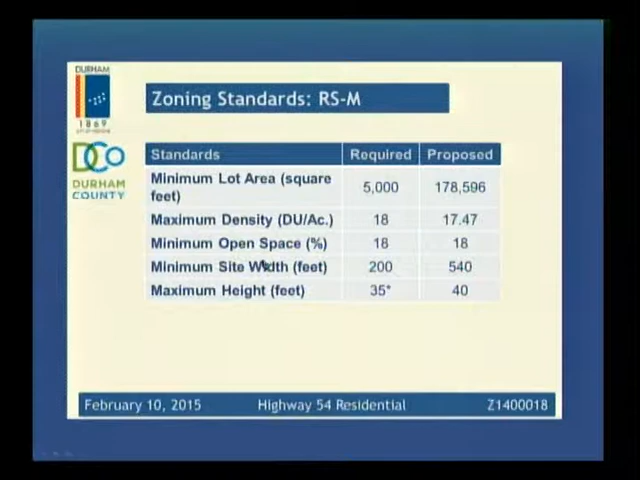 DURHAM
1869
DCO
DURHAM
COUNTY
Zoning Standards: RS-M
Standards Required Proposed
Minimum Lot Area (square
feet) 5,000 178,596
Maximum Density (DU/Ac.) 18 17.47
Minimum Open Space (%) 18 18
Minimum Site Width (feet) 200 540
Maximum Height (feet) 35* 40
February 10, 2015 Highway 54 Residential Z1400018